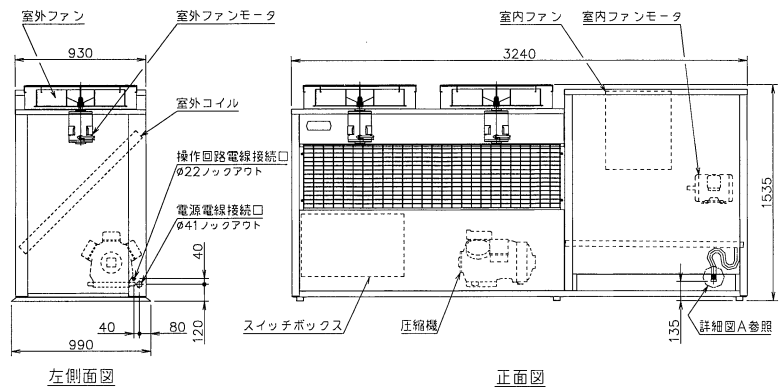 室外ファン
室外ファンモータ
930
室外コイル
操作回路電線接続口
Ø22ノックアウト
電源電線接続口
Ø41ノックアウト
40
120
40
80
990
左側面図
室内ファン
室内ファンモータ
3240
1535
135
スイッチボックス
圧縮機
詳細図A参照
正面図